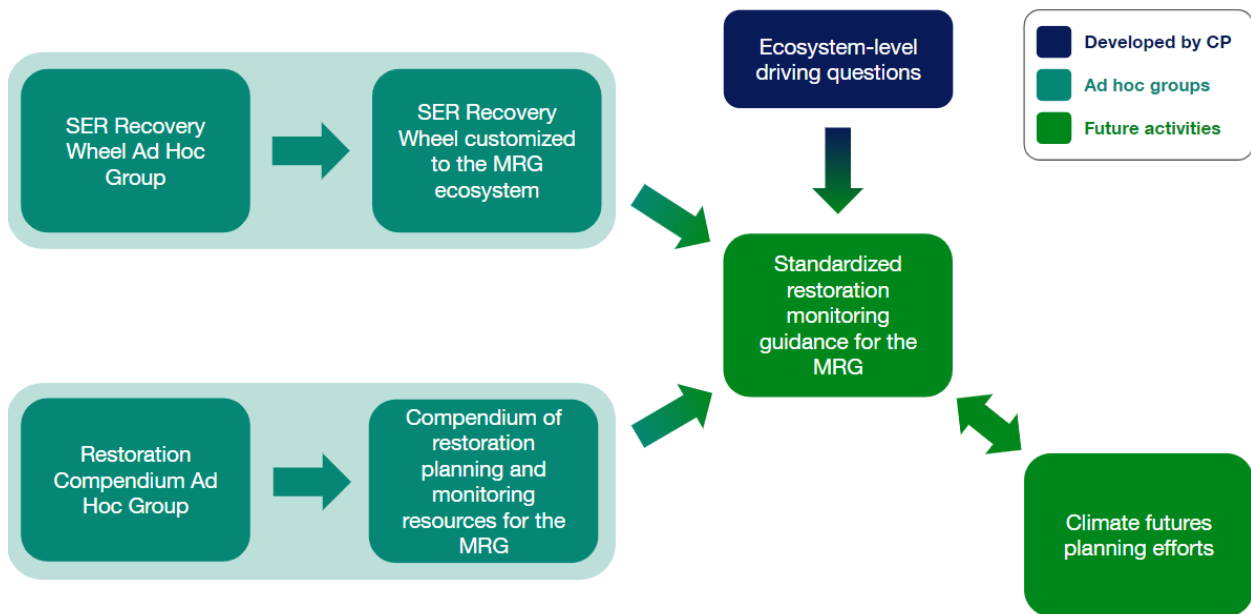 SER Recovery
Wheel Ad Hoc
Group
SER Recovery
Wheel customized
to the MRG
ecosystem
Ecosystem-level
driving questions
Developed by CP
Ad hoc groups
Future activities
Standardized
restoration
monitoring
guidance for the
MRG
Restoration
Compendium Ad
Hoc Group
Compendium of
restoration
planning and
monitoring
resources for the
MRG
Climate futures
planning efforts